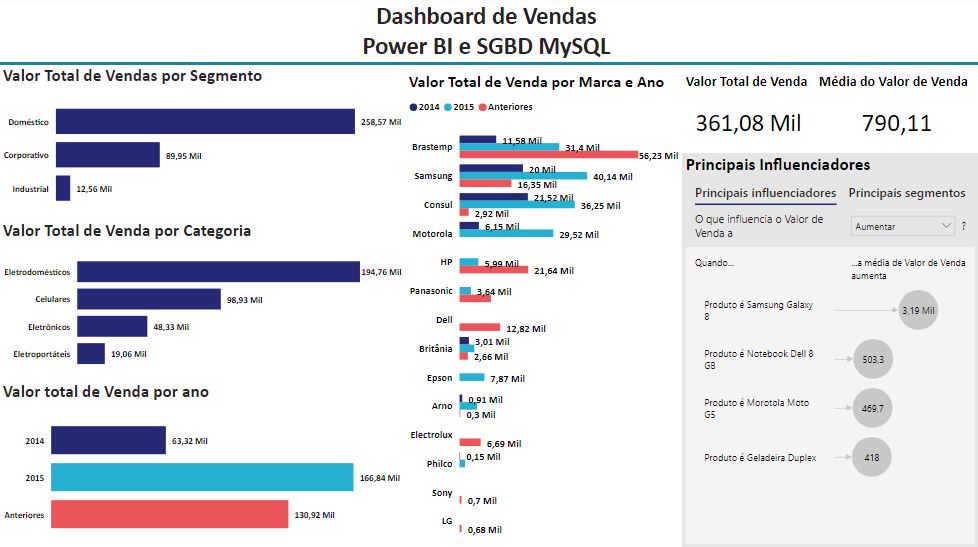 Dashboard de Vendas
Power BI e SGBD MySQL
Valor Total de Vendas por Segmento
Doméstico
258,57 Mil
Corporativo
89,95 Mil
Industrial
12,56 Mil
Valor Total de Venda por Categoria
Eletrodomésticos
194,76 Mil
Celulares
98,93 Mil
Eletrônicos
48,33 Mil
Eletroportáteis
19,06 Mil
Valor total de Venda por ano
2014
63,32 Mil
2015
166,84 Mil
Anteriores
130,92 Mil
Valor Total de Venda por Marca e Ano
2014 2015 Anteriores
Brastemp
11,58 Mil
31,4 Mil
56,23 Mil
Samsung
20 Mil
40,14 Mil
16,35 Mil
Consul
21,52 Mil
36,25 Mil
2,92 Mil
Motorola
6,15 Mil
29,52 Mil
HP
5,99 Mil
21,64 Mil
Panasonic
3,64 Mil
Dell
12,82 Mil
Britânia
3,01 Mil
2,66 Mil
Epson
7,87 Mil
Arno
0,91 Mil
0,3 Mil
Electrolux
6,69 Mil
Philco
0,15 Mil
Sony
0,7 Mil
LG
0,68 Mil
Valor Total de Venda
361,08 Mil
Média do Valor de Venda
790,11
Principais Influenciadores
Principais influenciadores
Principais segmentos
O que influencia o Valor de
Venda a
Aumentar
?
Quando...
...a média de Valor de Venda
aumenta
Produto é Samsung Galaxy
8
3,19 Mil
Produto é Notebook Dell 8
GB
503,3
Produto é Morotola Moto
G5
469,7
Produto é Geladeira Duplex
418